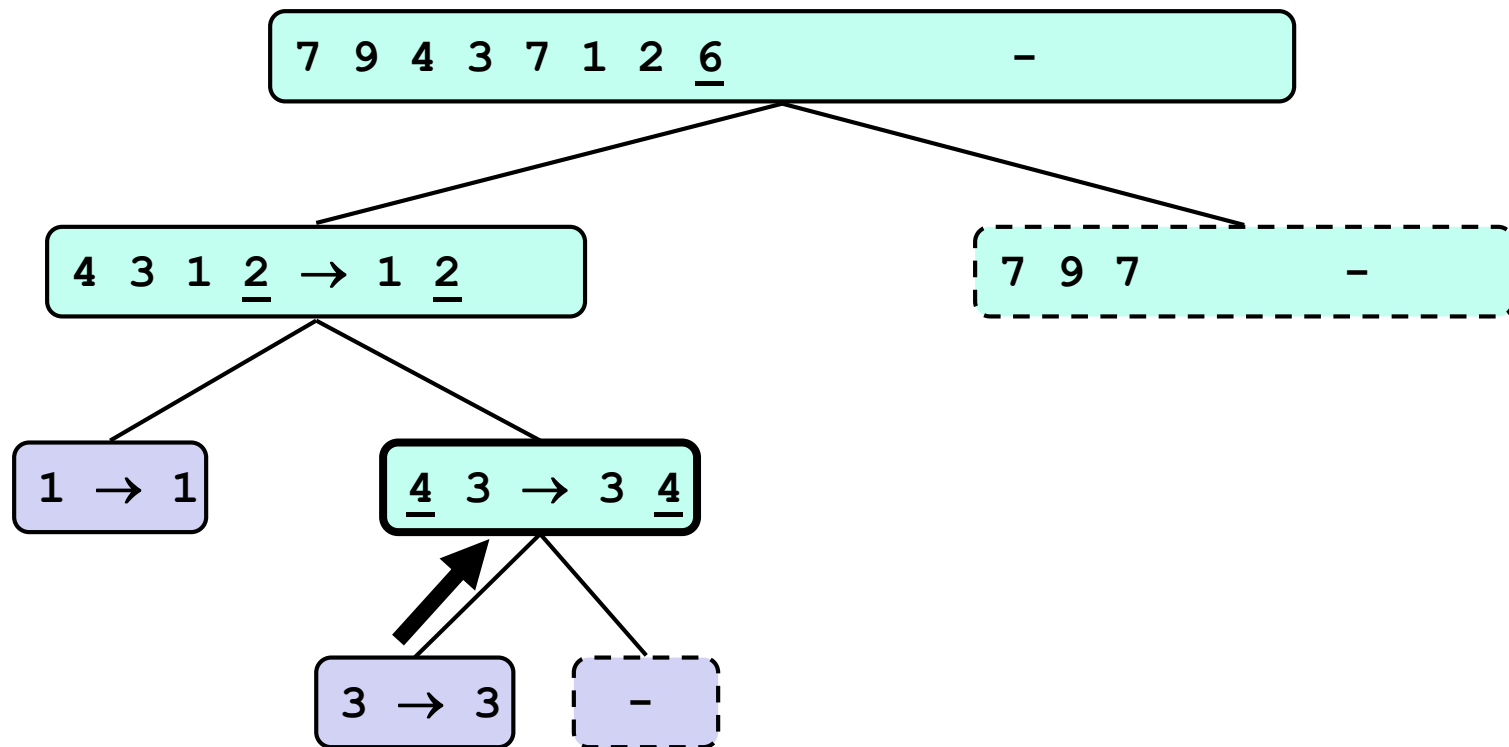 7 9 4 3 7 1 2 6 -
4 3 1 2 → 1 2
7 9 7 -
1 → 1
4 3 → 3 4
3 → 3
-